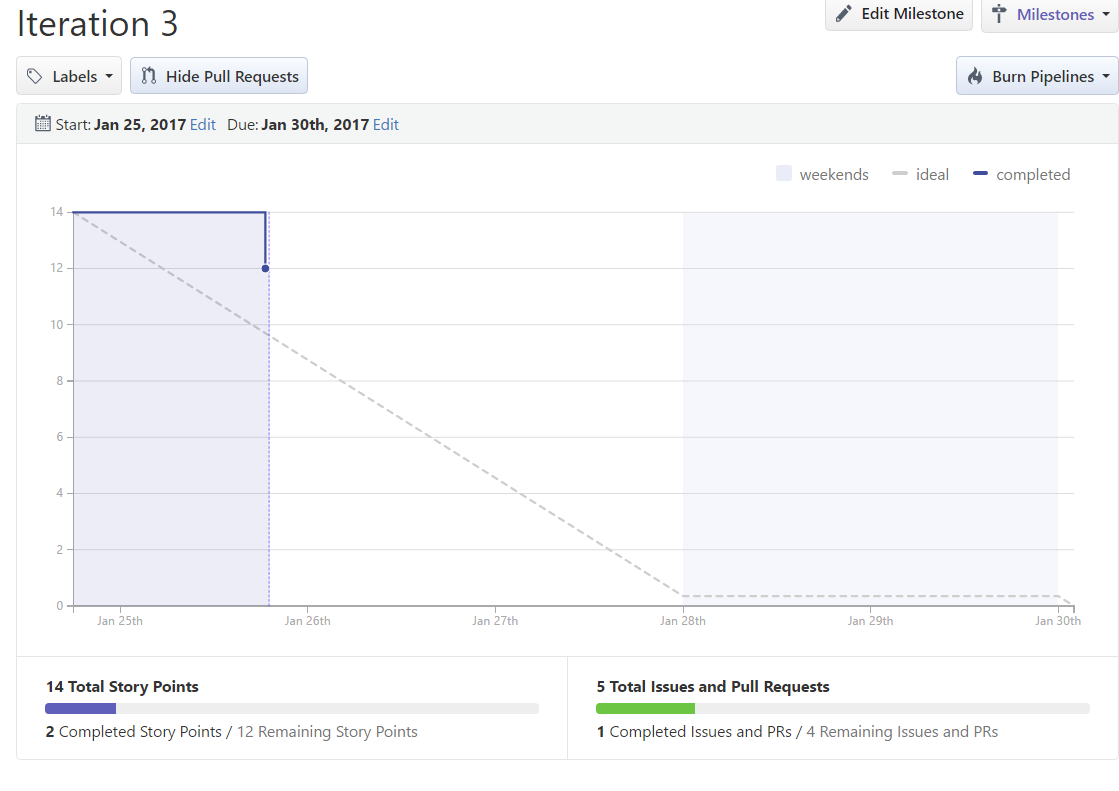 Iteration 3
Edit Milestone
Milestones
Labels
Hide Pull Requests
Burn Pipelines
Start: Jan 25, 2017 Edit Due: Jan 30th, 2017 Edit
weekends ideal completed
14
12
10
8
6
4
2
0
Jan 25th Jan 26th Jan 27th Jan 28th Jan 29th Jan 30th
14 Total Story Points
2 Completed Story Points / 12 Remaining Story Points
5 Total Issues and Pull Requests
1 Completed Issues and PRs / 4 Remaining Issues and PRs